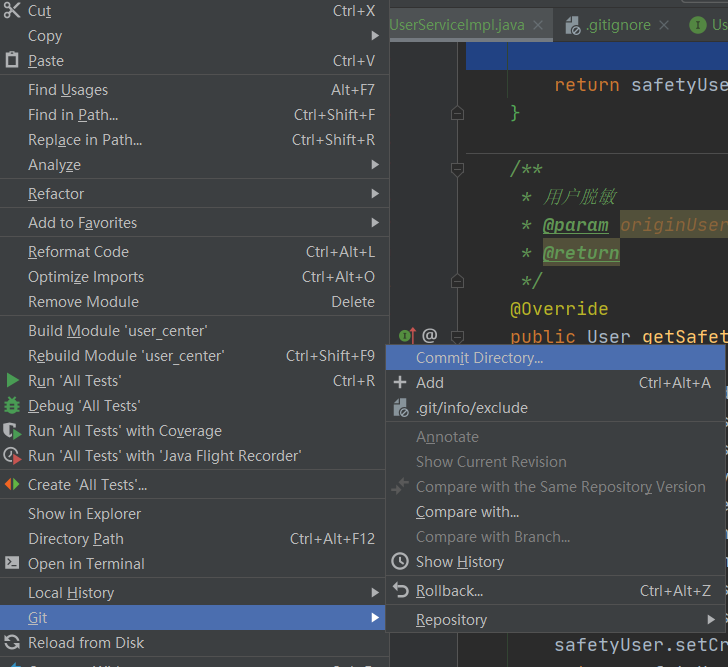 Cut Ctrl+X
Copy
Paste Ctrl+V
Find Usages Alt+F7
Find in Path... Ctrl+Shift+F
Replace in Path... Ctrl+Shift+R
Analyze
Refactor
Add to Favorites
Reformat Code Ctrl+Alt+L
Optimize Imports Ctrl+Alt+O
Remove Module Delete
Build Module 'user_center'
Rebuild Module 'user_center' Ctrl+Shift+F9
Run 'All Tests' Ctrl+R
Debug 'All Tests'
Run 'All Tests' with Coverage
Run 'All Tests' with 'Java Flight Recorder'
Create 'All Tests'...
Show in Explorer
Directory Path Ctrl+Alt+F12
Open in Terminal
Local History
Git
Reload from Disk
UserServiceImpl.java .gitignore I Us
return safetyUse
}
/**
* 用户脱敏
* @param originUser
* @return
*/
@Override
I @
public User getSafet
Commit Directory...
Add Ctrl+Alt+A
.git/info/exclude
Annotate
Show Current Revision
Compare with the Same Repository Version
Compare with...
Compare with Branch...
Show History
Rollback... Ctrl+Alt+Z
Repository
safetyUser.setCr